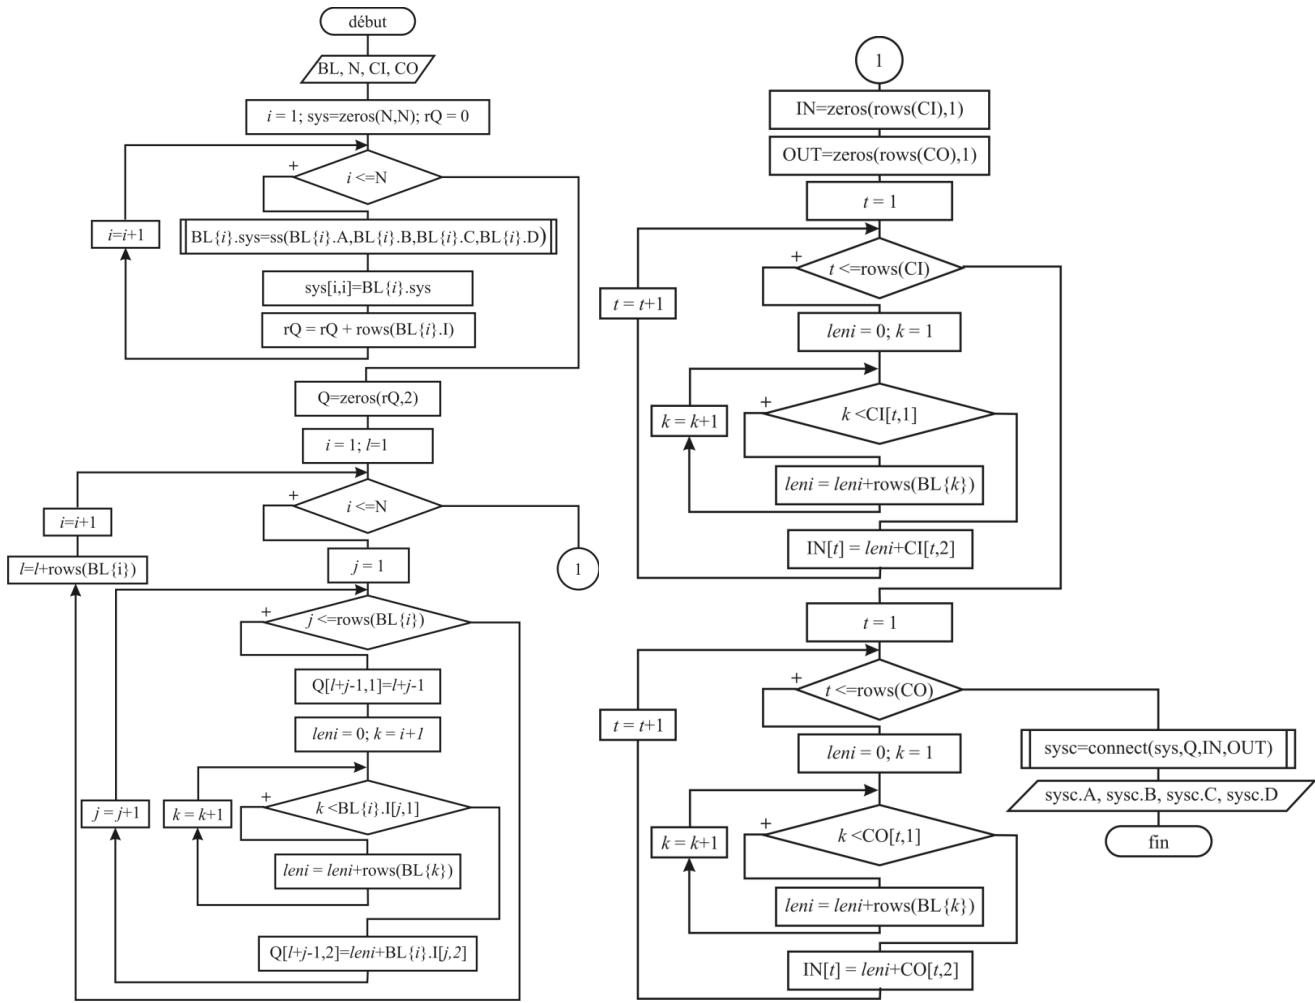 début
BL, N, CI, CO
i = 1; sys=zeros(N,N); rQ = 0
+
i <=N
i=i+1
BL{i}.sys=ss(BL{i}.A,BL{i}.B,BL{i}.C,BL{i}.D)
sys[i,i]=BL{i}.sys
rQ = rQ + rows(BL{i}.I)
Q=zeros(rQ,2)
i = 1; l=1
+
i <=N
i=i+1
l=l+rows(BL{i})
1
j = 1
+
j <=rows(BL{i})
Q[l+j-1,1]=l+j-1
leni = 0; k = i+1
+
k <BL{i}.I[j,1]
j = j+1
k = k+1
leni = leni+rows(BL{k})
Q[l+j-1,2]=leni+BL{i}.I[j,2]
1
IN=zeros(rows(CI),1)
OUT=zeros(rows(CO),1)
t = 1
+
t <=rows(CI)
t = t+1
leni = 0; k = 1
+
k <CI[t,1]
k = k+1
leni = leni+rows(BL{k})
IN[t] = leni+CI[t,2]
t = 1
+
t <=rows(CO)
t = t+1
leni = 0; k = 1
+
k <CO[t,1]
k = k+1
leni = leni+rows(BL{k})
IN[t] = leni+CO[t,2]
sysc=connect(sys,Q,IN,OUT)
sysc.A, sysc.B, sysc.C, sysc.D
fin